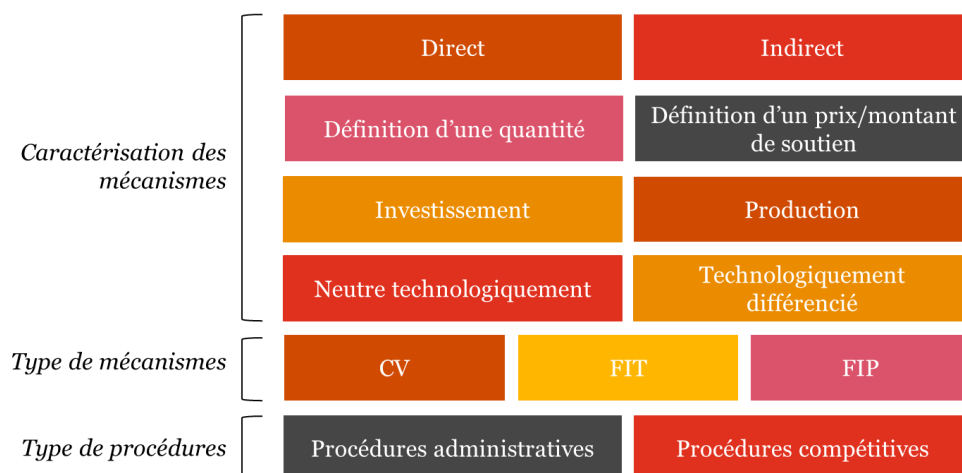 Direct
Indirect
Définition d'une quantité
Définition d'un prix/montant
de soutien
Caractérisation des
mécanismes
Investissement
Production
Neutre technologiquement
Technologiquement
différencié
Type de mécanismes
CV
FIT
FIP
Type de procédures
Procédures administratives
Procédures compétitives